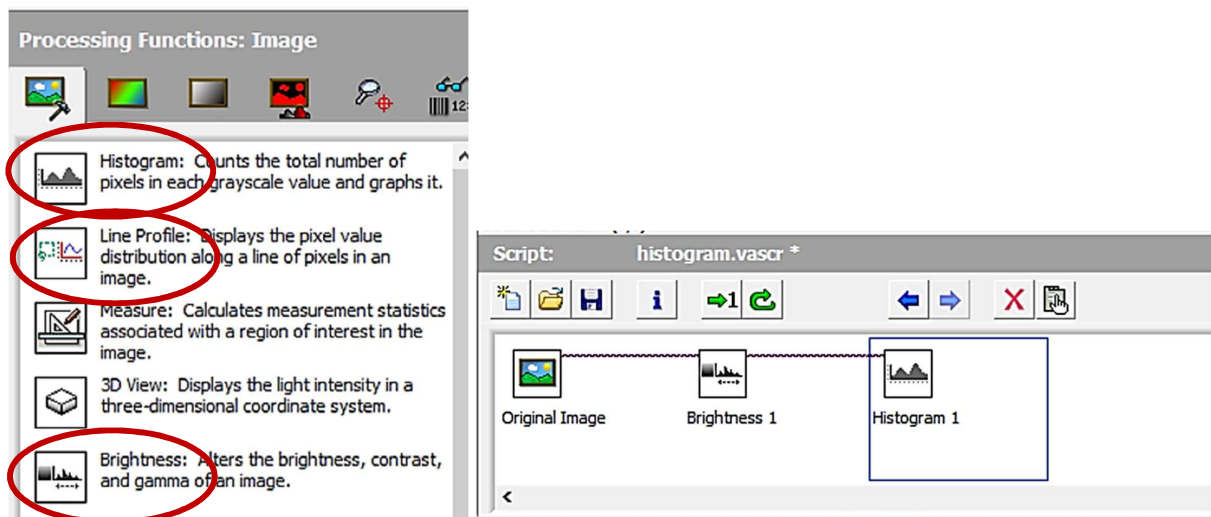 Processing Functions: Image
12
Histogram: Counts the total number of
pixels in each grayscale value and graphs it.
Line Profile: Displays the pixel value
distribution along a line of pixels in an
image.
Measure: Calculates measurement statistics
associated with a region of interest in the
image.
3D View: Displays the light intensity in a
three-dimensional coordinate system.
Brightness: Alters the brightness, contrast,
and gamma of an image.
Script: histogram.vascr *
i 1
Original Image Brightness 1 Histogram 1